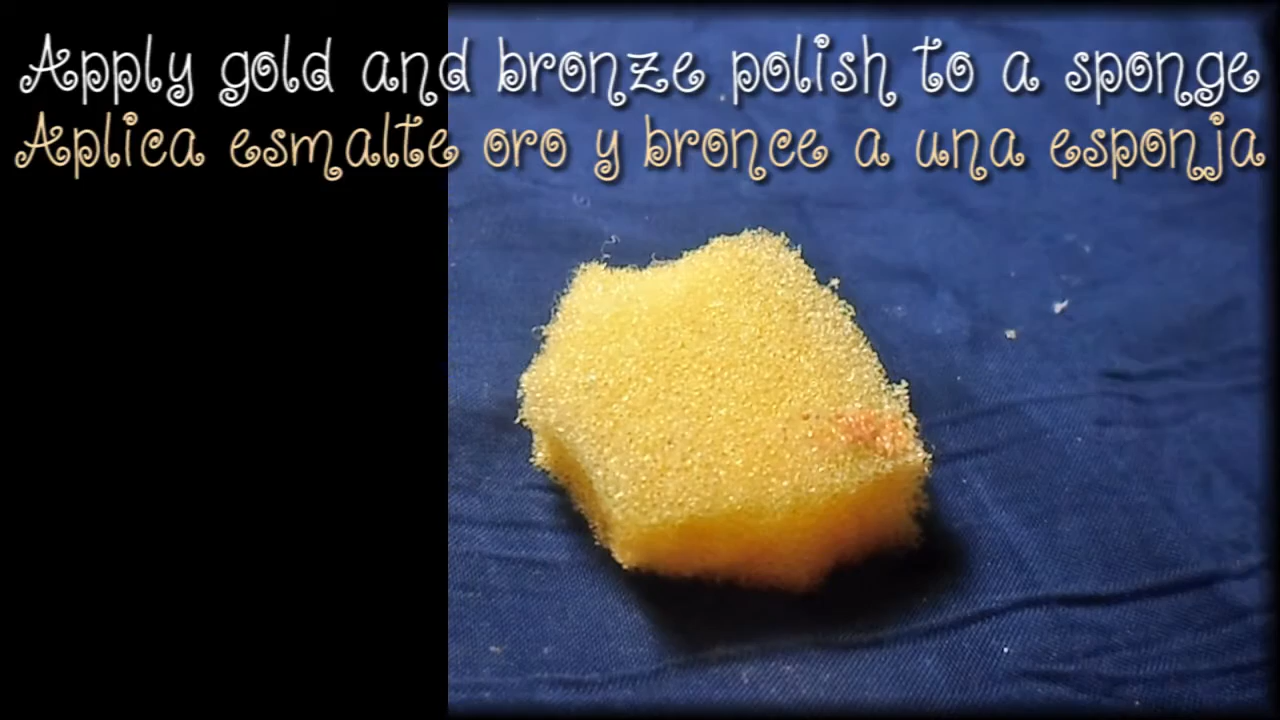 Apply gold and bronze polish to a sponge
Aplica esmalte oro y bronce a una esponja